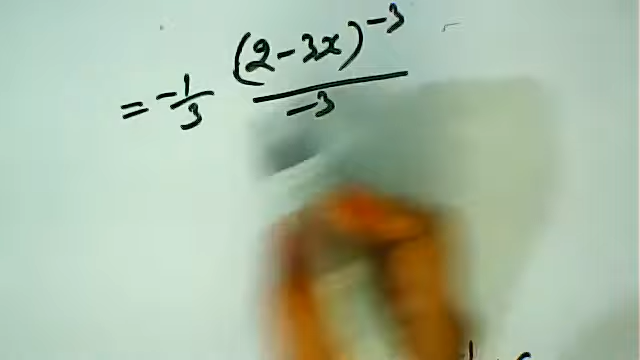 = -1/3 (2-3x)^-3 / -3